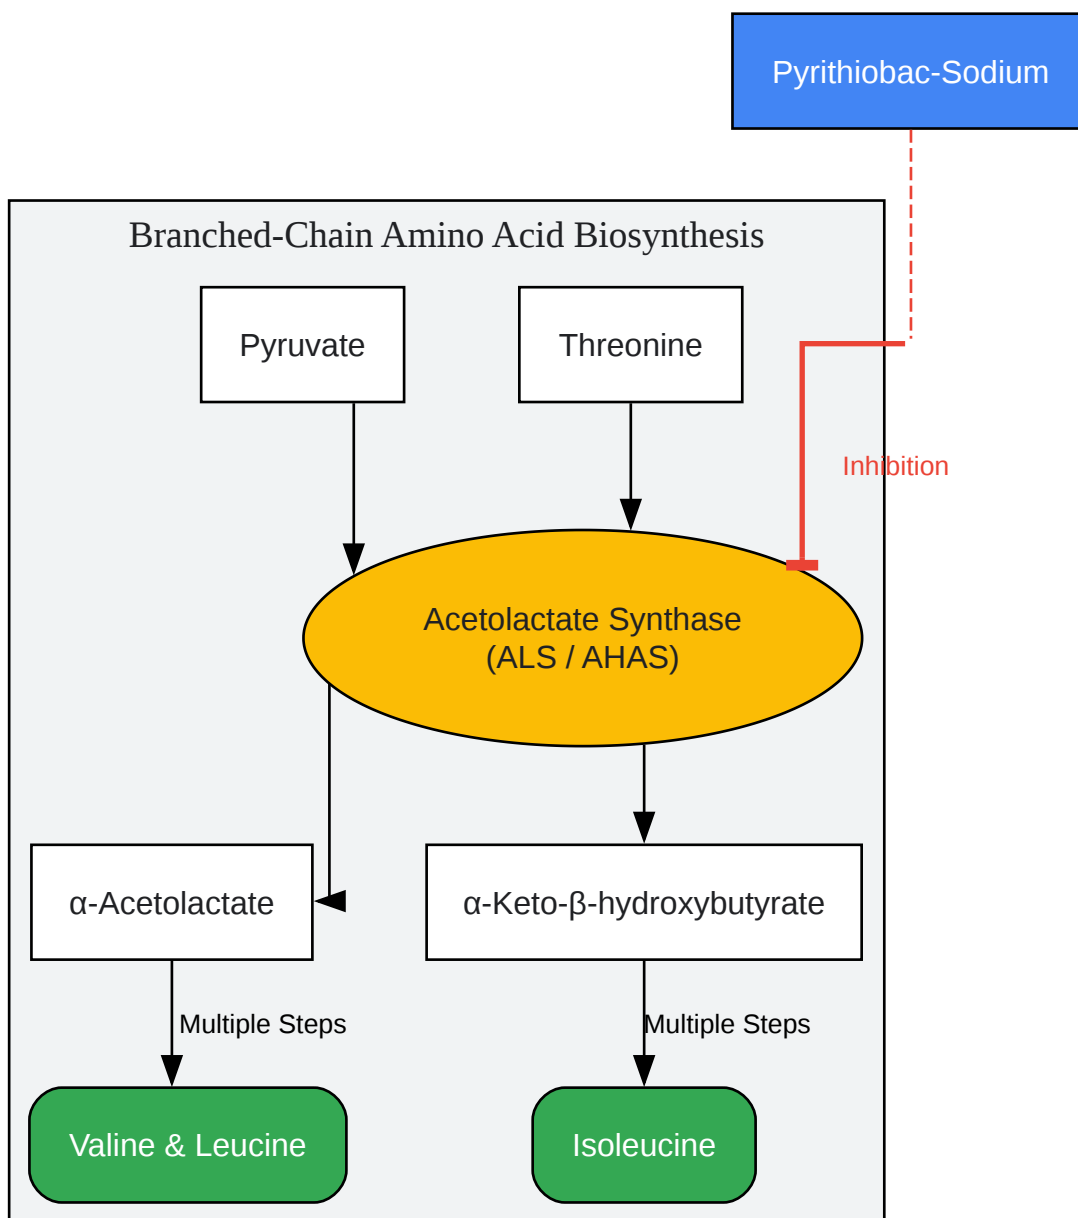 Pyrithiobac-Sodium
Branched-Chain Amino Acid Biosynthesis
Pyruvate
Threonine
Inhibition
Acetolactate Synthase
(ALS / AHAS)
α-Acetolactate
α-Keto-β-hydroxybutyrate
Multiple Steps
Multiple Steps
Valine & Leucine
Isoleucine